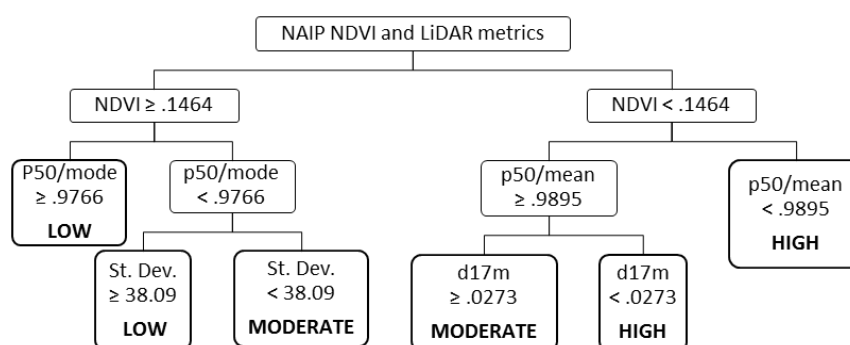 NAIP NDVI and LiDAR metrics
NDVI ≥ .1464
NDVI < .1464
P50/mode
≥ .9766
LOW
p50/mode
< .9766
p50/mean
≥ .9895
p50/mean
< .9895
HIGH
St. Dev.
≥ 38.09
LOW
St. Dev.
< 38.09
MODERATE
d17m
≥ .0273
MODERATE
d17m
< .0273
HIGH